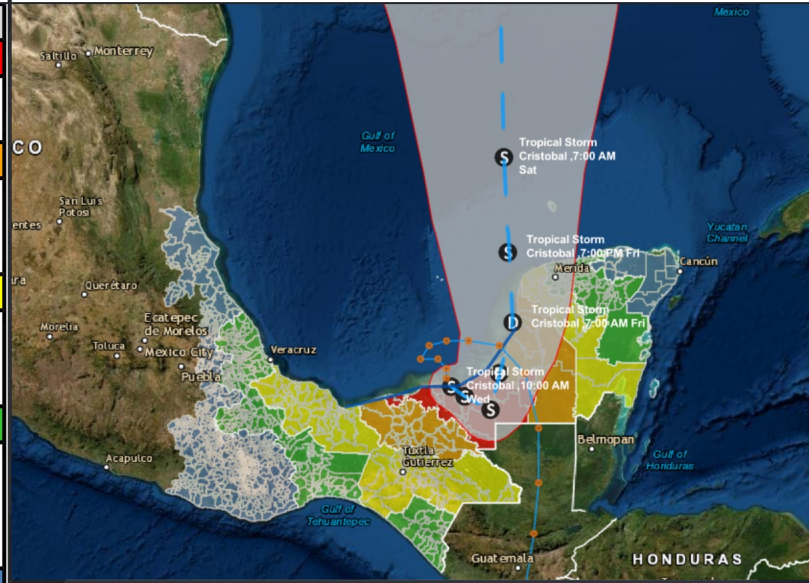 Mexico
Monterrey
Saltillo
CO
Gulf of
Mexico
Tropical Storm
Cristobal ,7:00 AM
Sat
S
San Luis
Potosí
entes
Yucatan
Channel
Tropical Storm
Cristobal ,7:00 PM Fri
S
Cancún
Merida
ara
Querétaro
Tropical Storm
Cristobal ,7:00 AM Fri
D
Ecatepec
de Morelos
Morelia
Toluca
Mexico City
Veracruz
Puebla
Tropical Storm
Cristobal ,10:00 AM
Wed
S
S
S
Belmopan
Acapulco
Tuxtla
Gutierrez
Gulf of
Honduras
Gulf of
Tehuantepec
Guatemala
HONDURAS